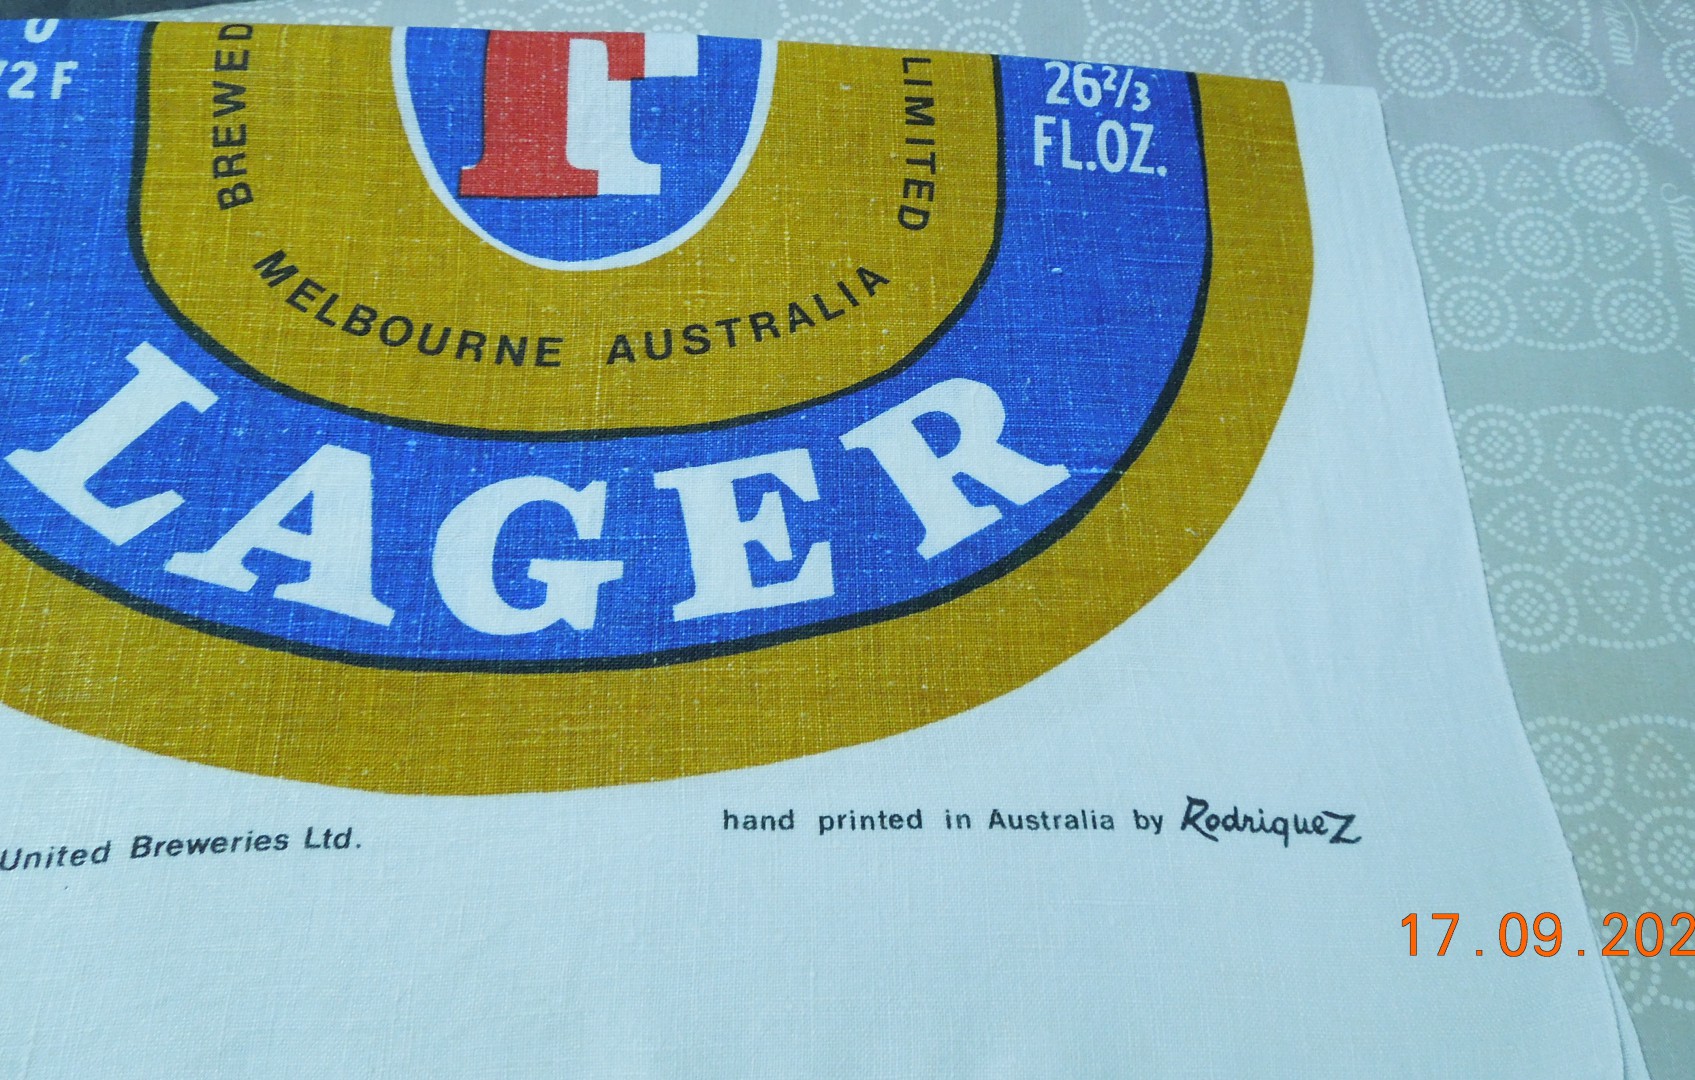 BREWED
F
LIMITED
26⅔
FL.OZ.
/2 F
MELBOURNE AUSTRALIA
LAGER
United Breweries Ltd.
hand printed in Australia by Rodriquez
17.09.202